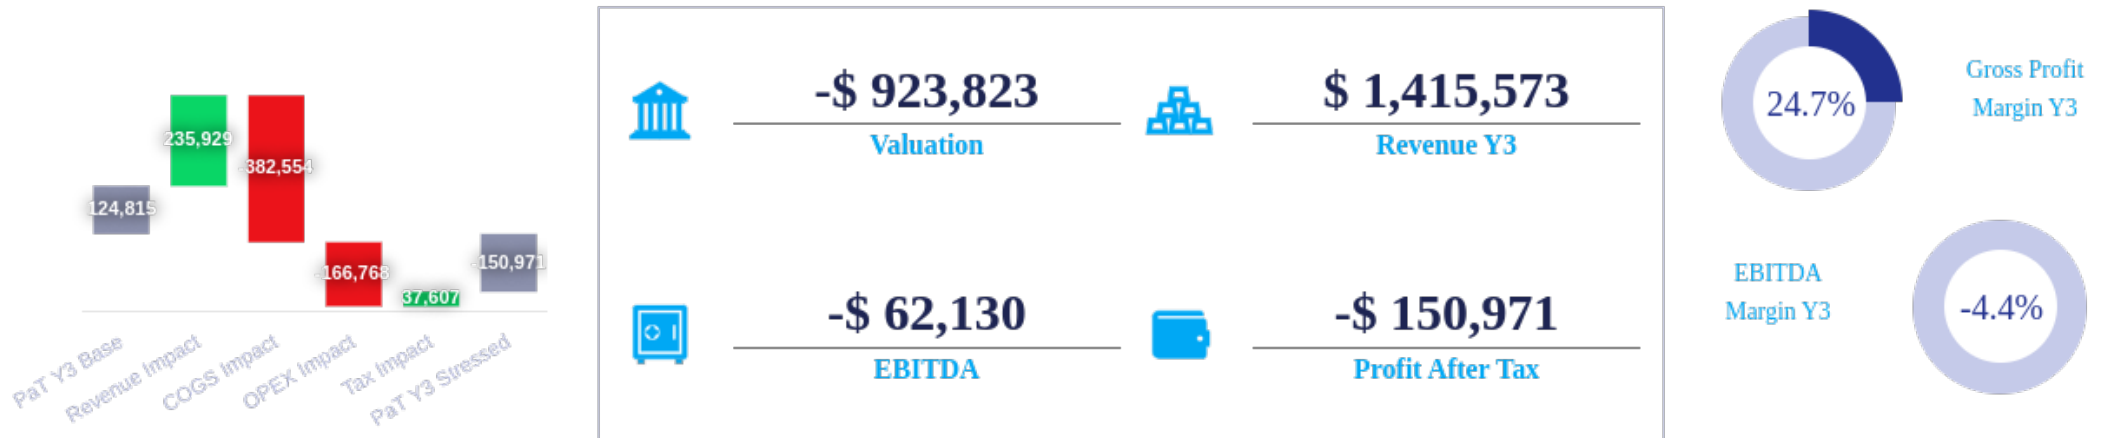 235,929
-382,554
124,815
-166,768
37,607
-150,971
PaT Y3 Base
Revenue Impact
COGS Impact
OPEX Impact
Tax Impact
PaT Y3 Stressed
-$ 923,823
Valuation
$ 1,415,573
Revenue Y3
-$ 62,130
EBITDA
-$ 150,971
Profit After Tax
24.7%
Gross Profit
Margin Y3
EBITDA
Margin Y3
-4.4%